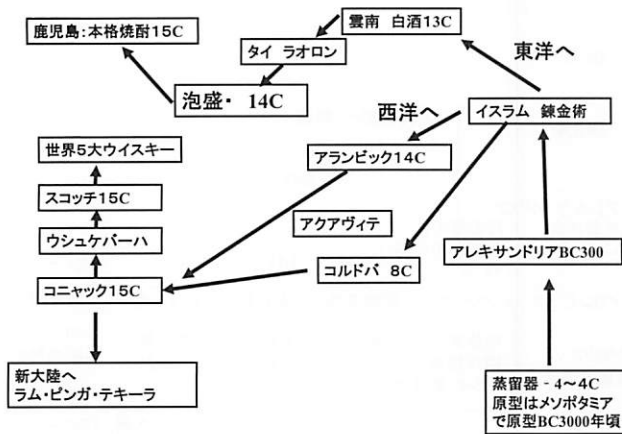 鹿児島：本格焼酎15C
雲南　白酒13C
タイ　ラオロン
東洋へ
泡盛・　14C
西洋へ
イスラム　錬金術
世界5大ウイスキー
アランビック14C
スコッチ15C
アクアヴィテ
ウシュケバーハ
アレキサンドリアBC300
コルドバ　8C
コニャック15C
新大陸へ
ラム・ピンガ・テキーラ
蒸留器‐4～4C
原型はメソポタミア
で原型BC3000年頃